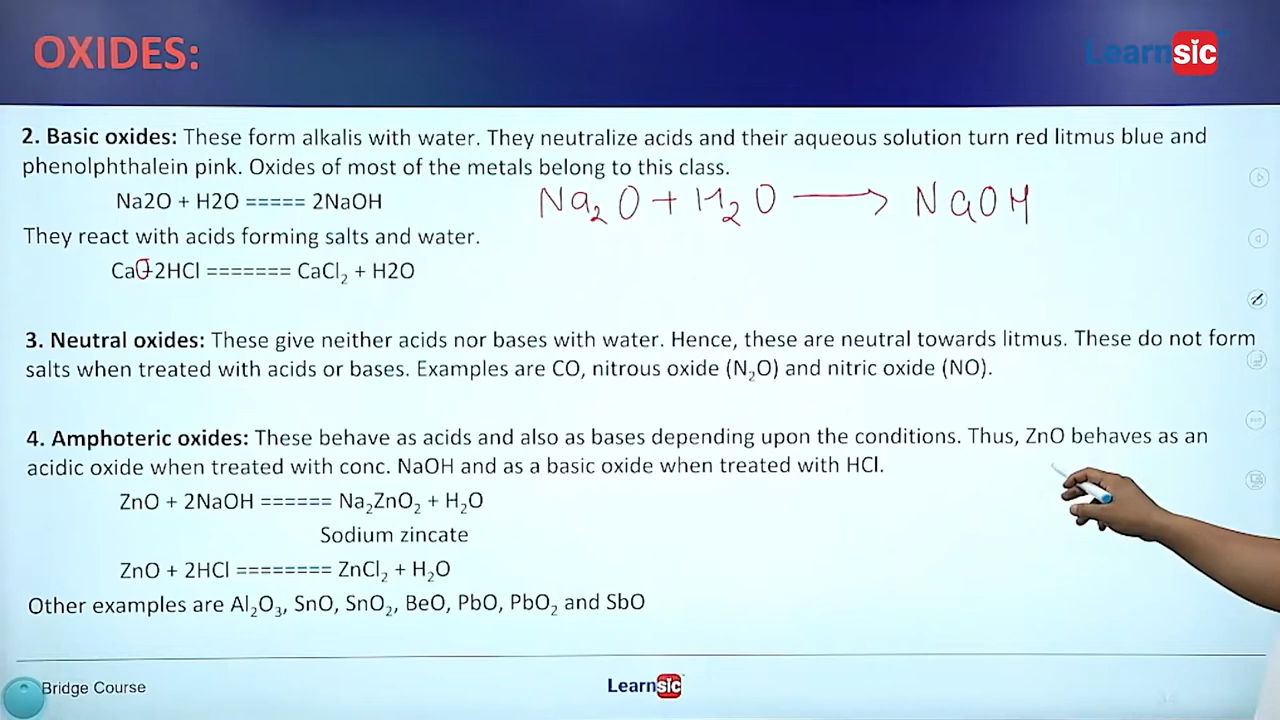 OXIDES:
Learnsic
2. Basic oxides: These form alkalis with water. They neutralize acids and their aqueous solution turn red litmus blue and
phenolphthalein pink. Oxides of most of the metals belong to this class.
Na2O + H2O ===== 2NaOH
Na₂O + H₂O ⟶ NaOH
They react with acids forming salts and water.
CaO+2HCl ======= CaCl₂ + H2O
3. Neutral oxides: These give neither acids nor bases with water. Hence, these are neutral towards litmus. These do not form
salts when treated with acids or bases. Examples are CO, nitrous oxide (N₂O) and nitric oxide (NO).
4. Amphoteric oxides: These behave as acids and also as bases depending upon the conditions. Thus, ZnO behaves as an
acidic oxide when treated with conc. NaOH and as a basic oxide when treated with HCl.
ZnO + 2NaOH ====== Na₂ZnO₂ + H₂O
Sodium zincate
ZnO + 2HCl ======== ZnCl₂ + H₂O
Other examples are Al₂O₃, SnO, SnO₂, BeO, PbO, PbO₂ and SbO
Bridge Course
Learnsic